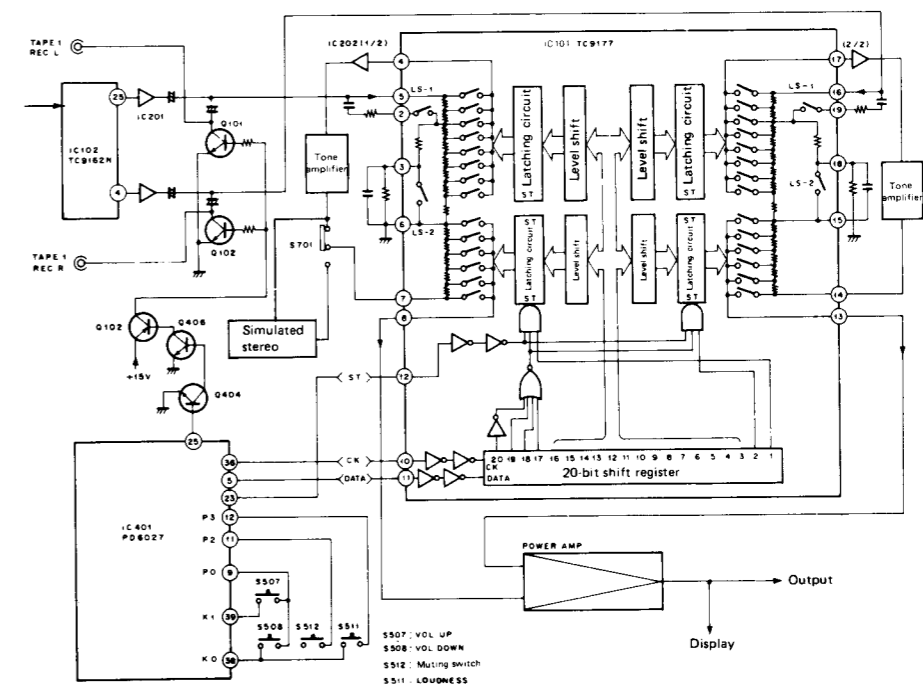 TAPE 1
REC L
IC202 (1/2)
IC101 TC9177
(2/2)
4
17
25
IC201
5
LS-1
LS-1
16
2
19
Q101
IC102
TC9162N
Tone
amplifier
Latching circuit
ST
Level shift
Level shift
Latching circuit
ST
3
18
LS-2
Tone
amplifier
4
6
LS-2
15
Q102
S701
ST
Latching circuit
ST
Level shift
Level shift
ST
Latching circuit
ST
TAPE 1
REC R
7
14
8
13
Q102
Q406
Simulated
stereo
+15V
ST
12
Q404
25
36
CK
10
20 19 18 17 16 15 14 13 12 11 10 9 8 7 6 5 4 3 2 1
CK
5
DATA
11
DATA
20-bit shift register
23
IC401
PD6027
P3
12
P2
11
POWER AMP
P0
9
S507
Output
K1
39
S508
S512
S511
Display
K0
38
S507 : VOL UP
S508 : VOL DOWN
S512 : Muting switch
S511 : LOUDNESS